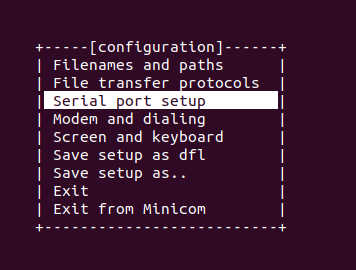 +-----[configuration]------+
| Filenames and paths      |
| File transfer protocols  |
| Serial port setup        |
| Modem and dialing        |
| Screen and keyboard      |
| Save setup as dfl        |
| Save setup as..          |
| Exit                     |
| Exit from Minicom        |
+--------------------------+